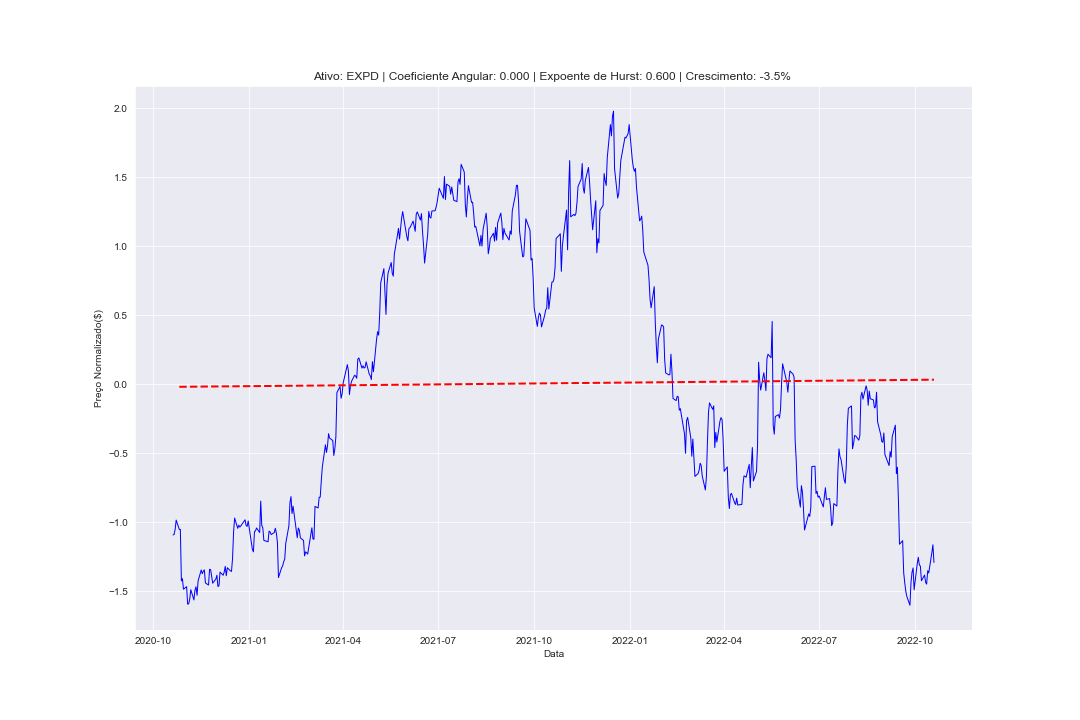 Ativo: EXPD | Coeficiente Angular: 0.000 | Expoente de Hurst: 0.600 | Crescimento: -3.5%
2.0
1.5
1.0
0.5
0.0
−0.5
−1.0
−1.5
Preço Normalizado($)
2020-10 2021-01 2021-04 2021-07 2021-10 2022-01 2022-04 2022-07 2022-10
Data